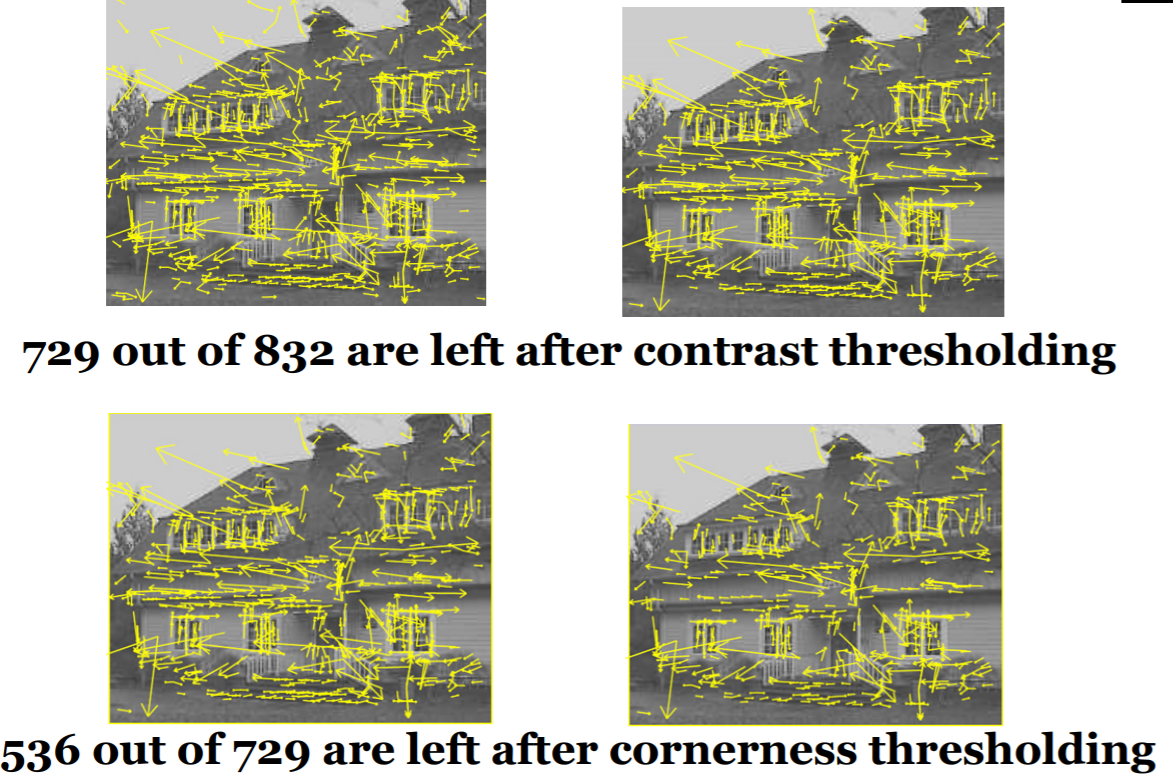 729 out of 832 are left after contrast thresholding
536 out of 729 are left after cornerness thresholding